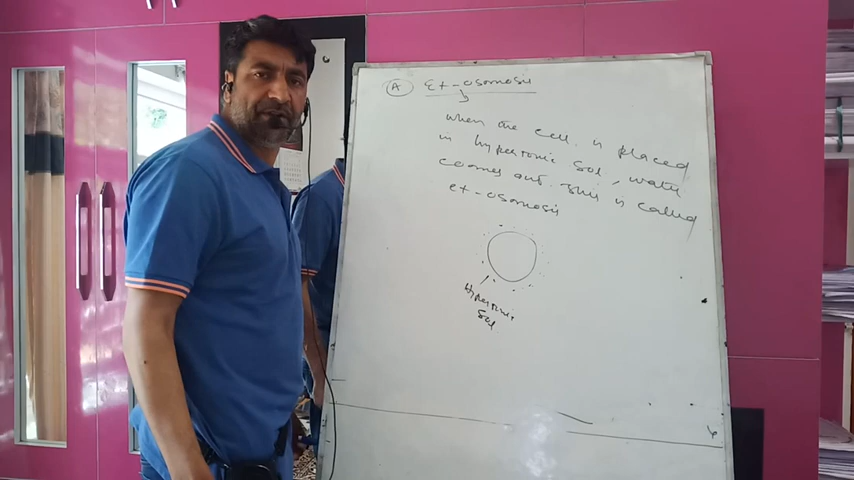 (A) Ex-osmosis
When the cell is placed
in hypertonic Sol, water
comes out. This is called
ex-osmosis
Hypertonic
Sol